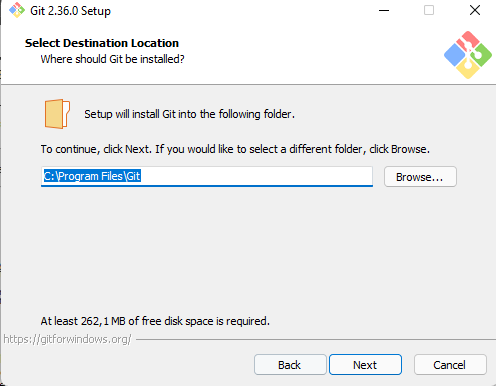 Git 2.36.0 Setup
Select Destination Location
Where should Git be installed?
Setup will install Git into the following folder.
To continue, click Next. If you would like to select a different folder, click Browse.
C:\Program Files\Git
Browse...
At least 262,1 MB of free disk space is required.
https://gitforwindows.org/
Back
Next
Cancel